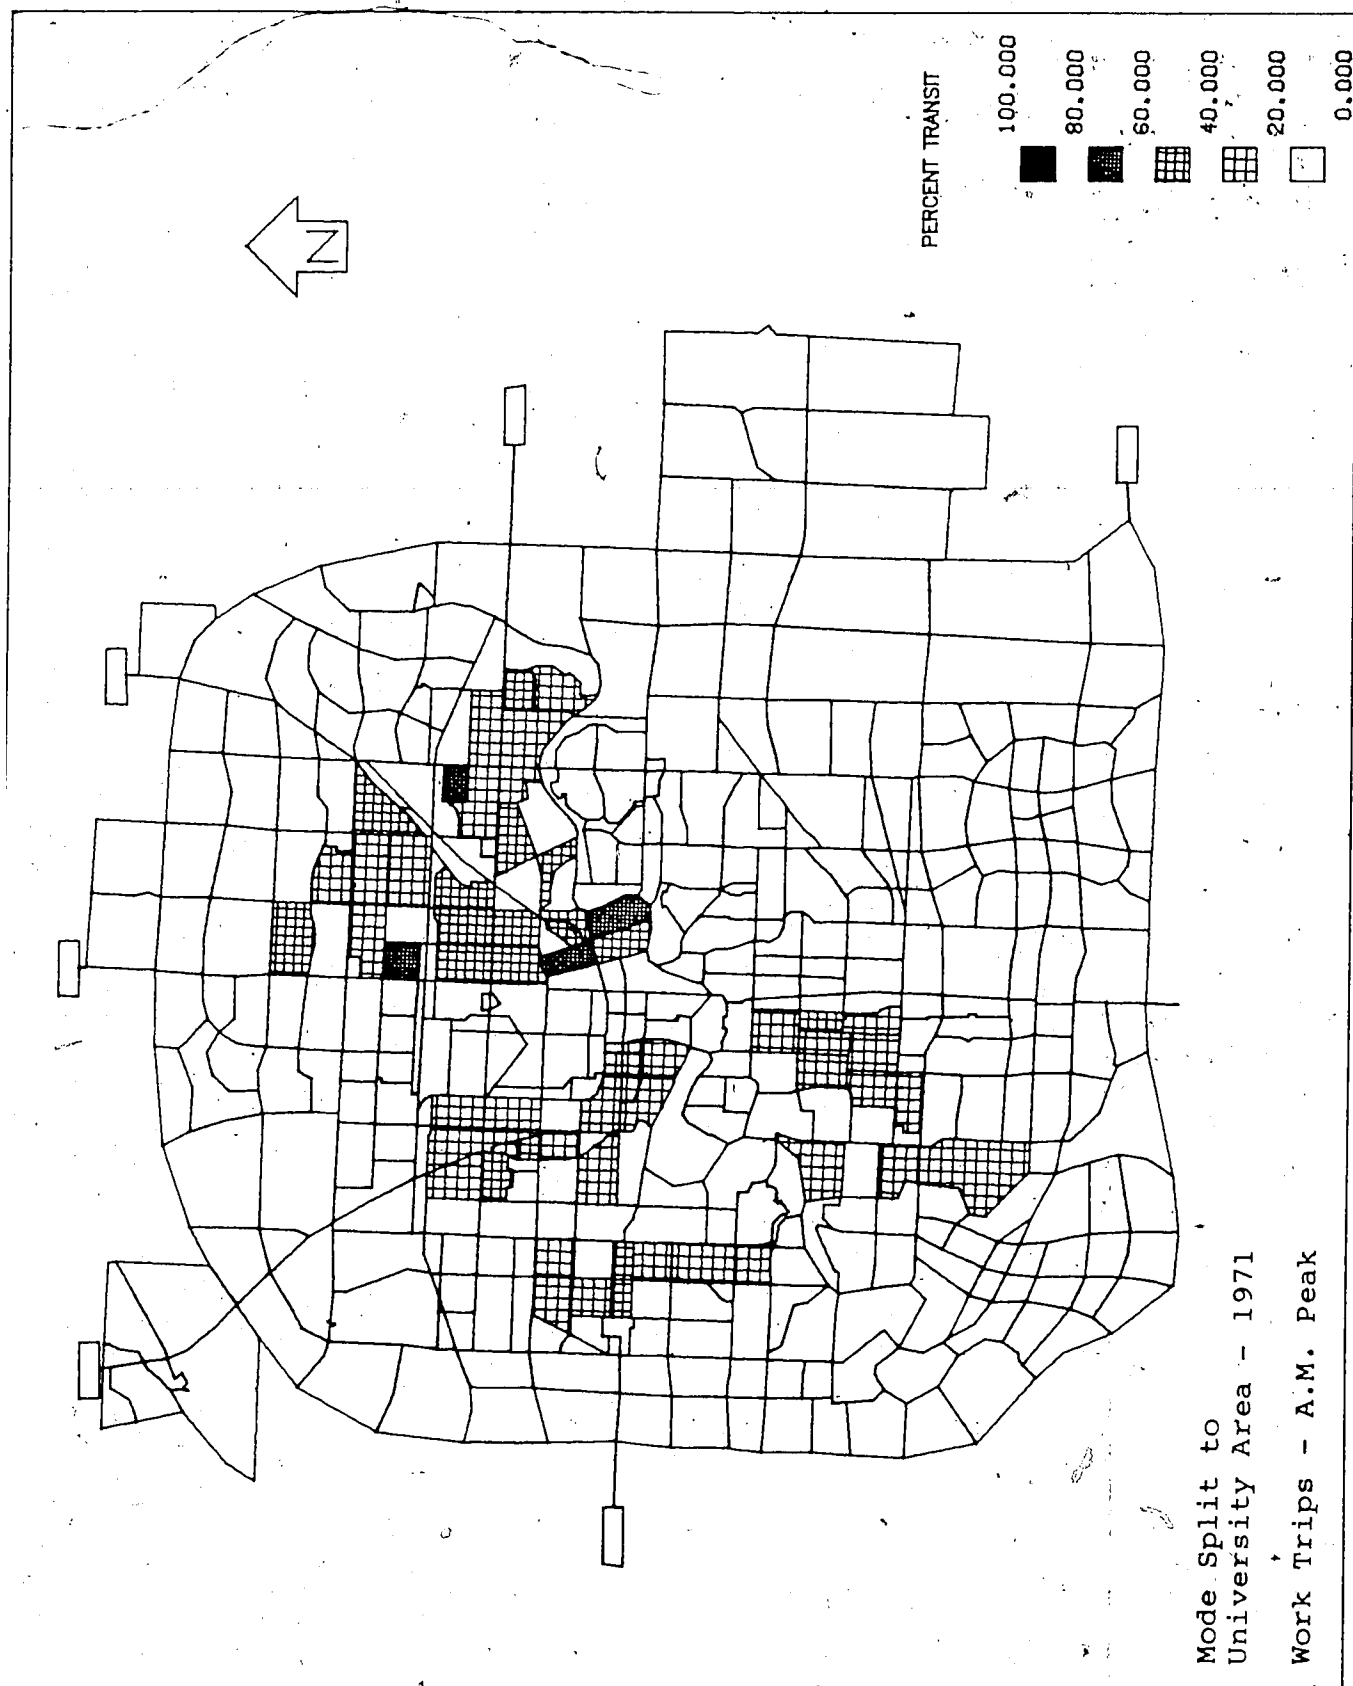 N
PERCENT TRANSIT
100.000
80.000
60.000
40.000
20.000
0.000
Mode Split to
University Area - 1971
Work Trips - A.M. Peak